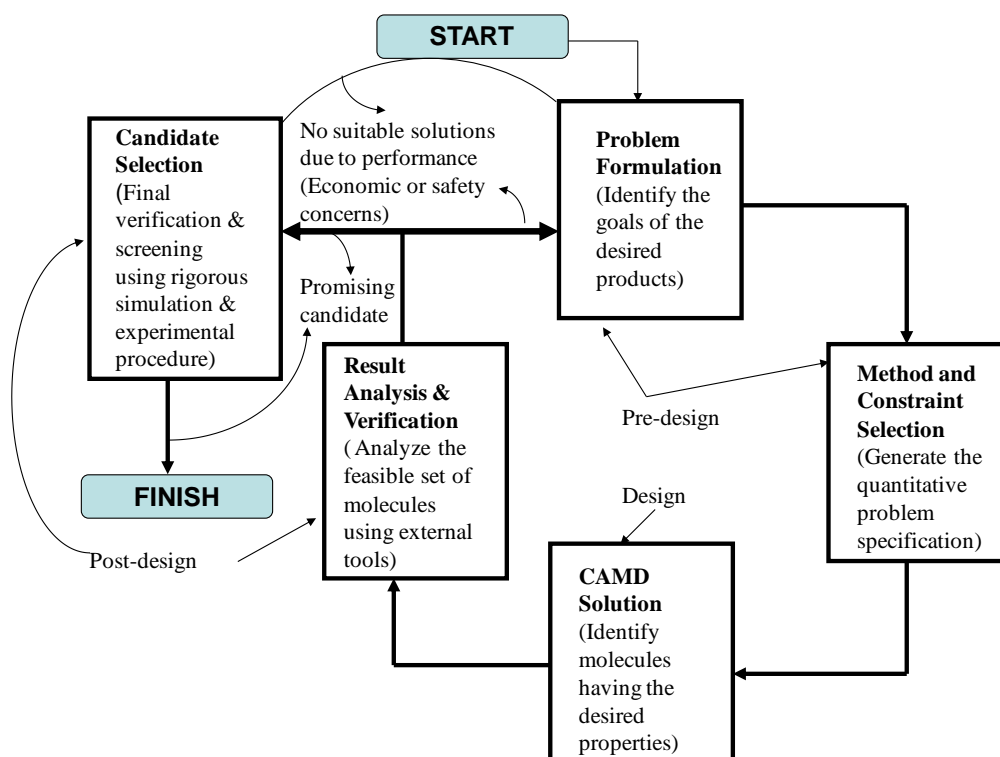 START
Candidate
Selection
(Final
verification &
screening
using rigorous
simulation &
experimental
procedure)
No suitable solutions
due to performance
(Economic or safety
concerns)
Problem
Formulation
(Identify the
goals of the
desired
products)
Promising
candidate
Result
Analysis &
Verification
( Analyze the
feasible set of
molecules
using external
tools)
Method and
Constraint
Selection
(Generate the
quantitative
problem
specification)
Pre-design
FINISH
Design
Post-design
CAMD
Solution
(Identify
molecules
having the
desired
properties)